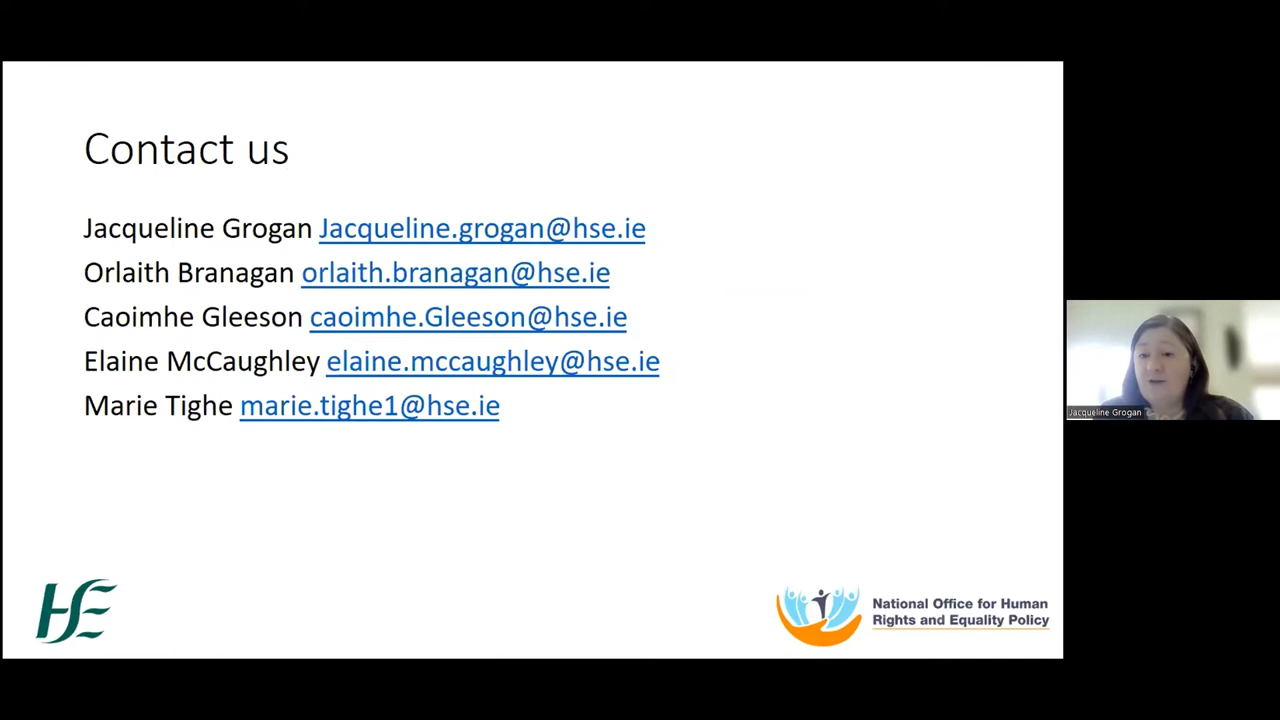 Contact us
Jacqueline Grogan Jacqueline.grogan@hse.ie
Orlaith Branagan orlaith.branagan@hse.ie
Caoimhe Gleeson caoimhe.Gleeson@hse.ie
Elaine McCaughley elaine.mccaughley@hse.ie
Marie Tighe marie.tighe1@hse.ie
Jacqueline Grogan
HSE
National Office for Human
Rights and Equality Policy